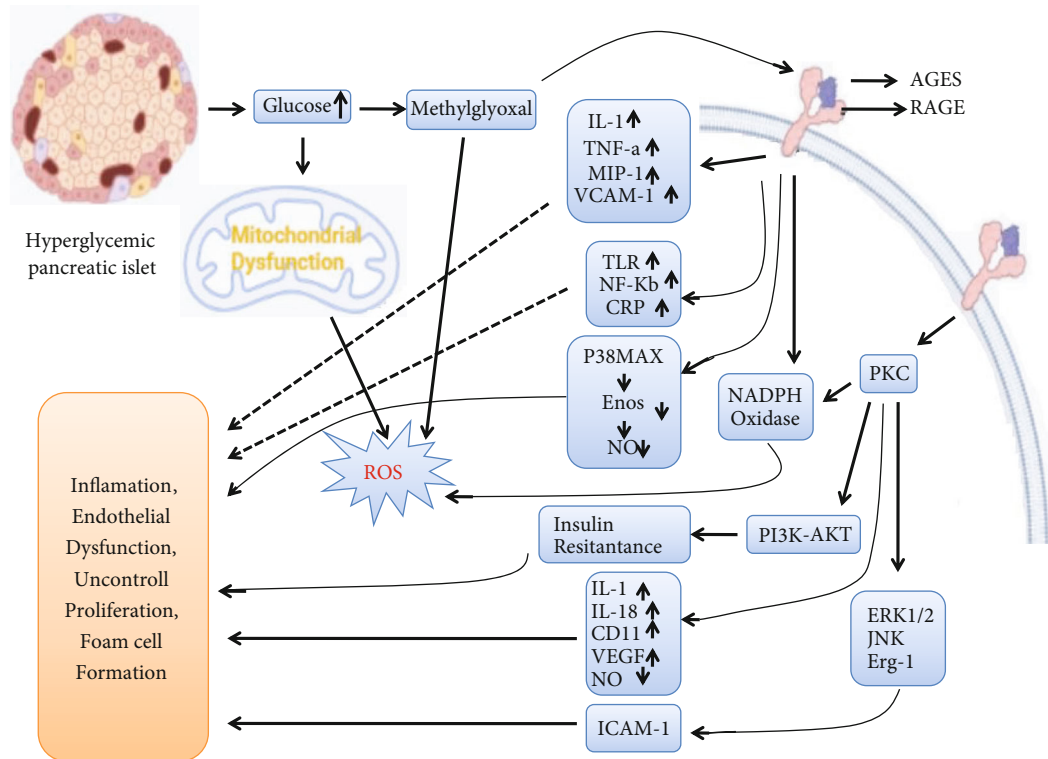 AGES
RAGE
Glucose
Methylglyoxal
IL-1
TNF-a
MIP-1
VCAM-1
Hyperglycemic
pancreatic islet
Mitochondrial
Dysfunction
TLR
NF-Kb
CRP
P38MAX
Enos
NO
NADPH
Oxidase
PKC
ROS
Inflamation,
Endothelial
Dysfunction,
Uncontroll
Proliferation,
Foam cell
Formation
Insulin
Resitantance
PI3K-AKT
IL-1
IL-18
CD11
VEGF
NO
ERK1/2
JNK
Erg-1
ICAM-1